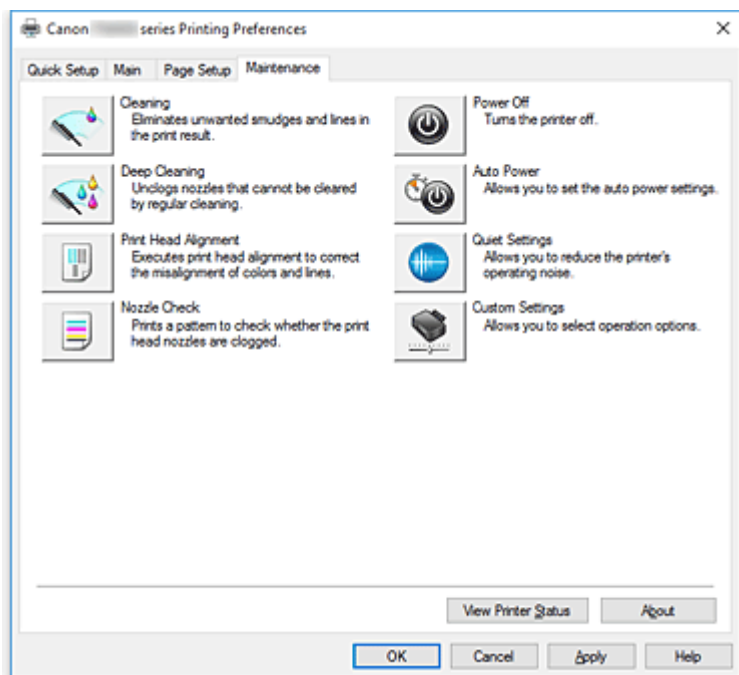 Canon series Printing Preferences
Quick Setup Main Page Setup Maintenance
Cleaning
Eliminates unwanted smudges and lines in
the print result.
Deep Cleaning
Unclogs nozzles that cannot be cleared
by regular cleaning.
Print Head Alignment
Executes print head alignment to correct
the misalignment of colors and lines.
Nozzle Check
Prints a pattern to check whether the print
head nozzles are clogged.
Power Off
Turns the printer off.
Auto Power
Allows you to set the auto power settings.
Quiet Settings
Allows you to reduce the printer's
operating noise.
Custom Settings
Allows you to select operation options.
View Printer Status About
OK Cancel Apply Help